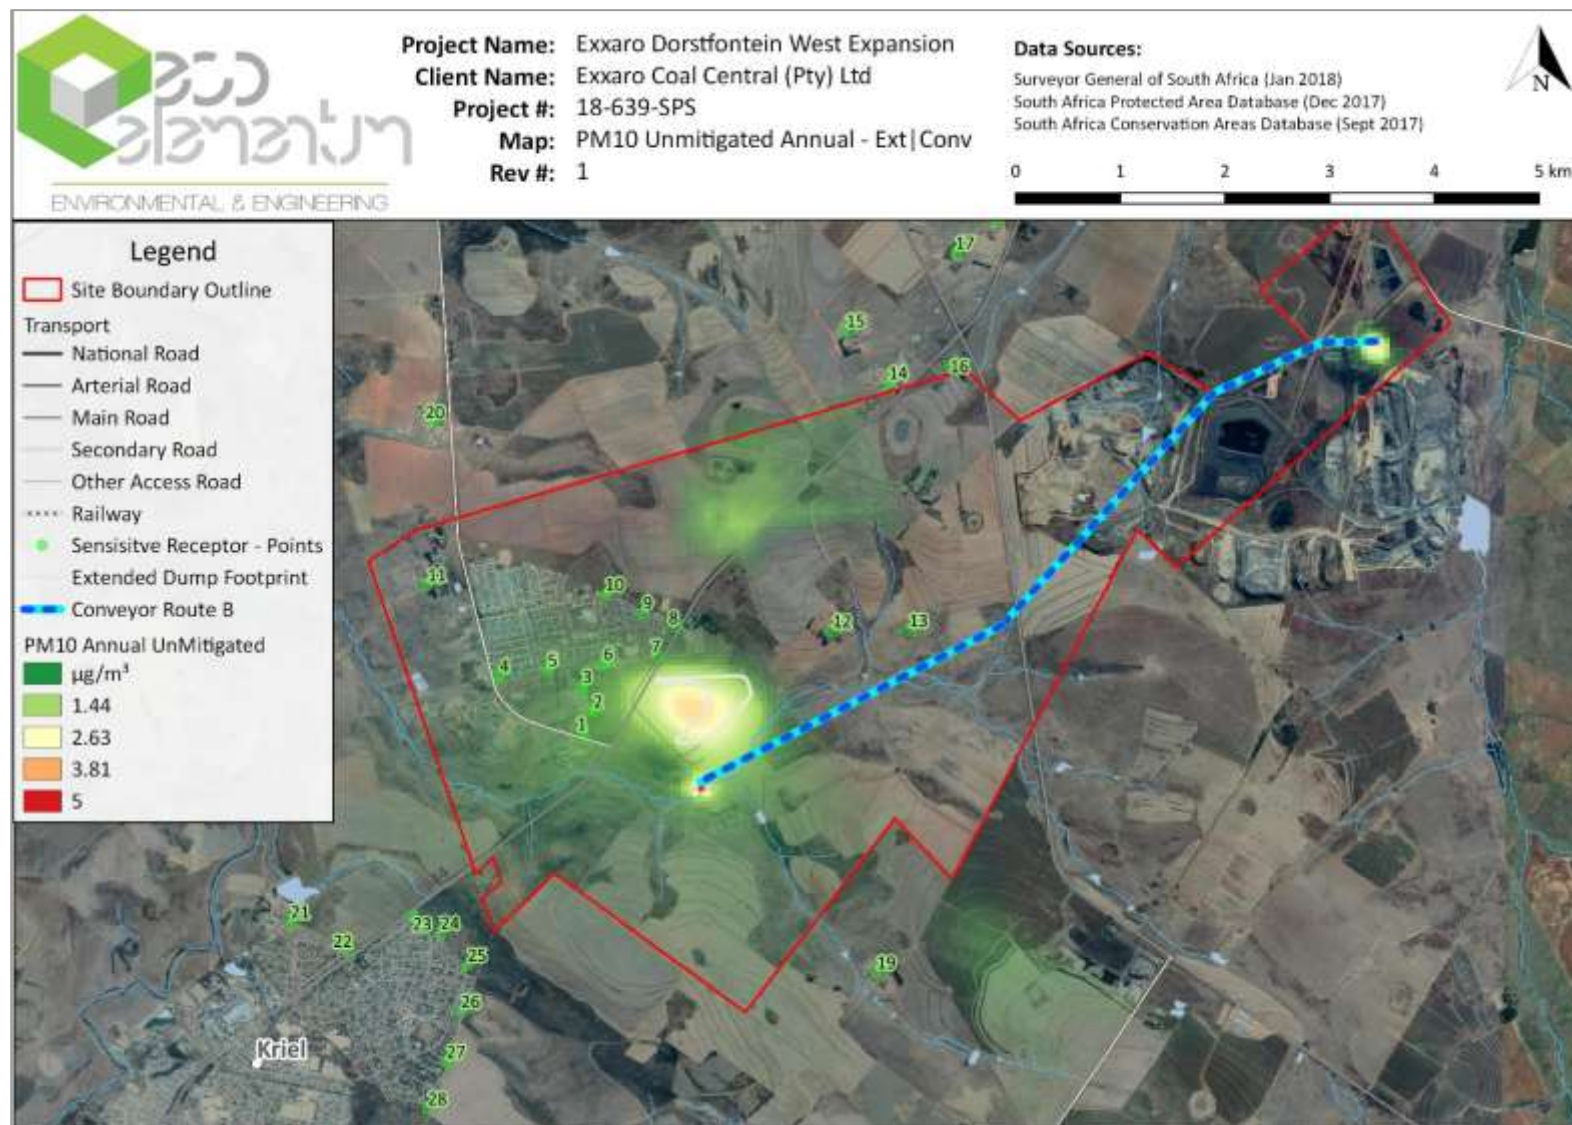 eco
elementum
ENVIRONMENTAL & ENGINEERING
Project Name: Exxaro Dorstfontein West Expansion
Client Name: Exxaro Coal Central (Pty) Ltd
Project #: 18-639-SPS
Map: PM10 Unmitigated Annual - Ext|Conv
Rev #: 1
Data Sources:
Surveyor General of South Africa (Jan 2018)
South Africa Protected Area Database (Dec 2017)
South Africa Conservation Areas Database (Sept 2017)
N
0 1 2 3 4 5 km
Legend
Site Boundary Outline
Transport
National Road
Arterial Road
Main Road
Secondary Road
Other Access Road
Railway
Sensisitve Receptor - Points
Extended Dump Footprint
Conveyor Route B
PM10 Annual UnMitigated
µg/m³
1.44
2.63
3.81
5
17
15
14
16
20
11
10
9
8
12
13
7
6
5
4
3
2
1
19
21
22
23
24
25
26
27
28
Kriel